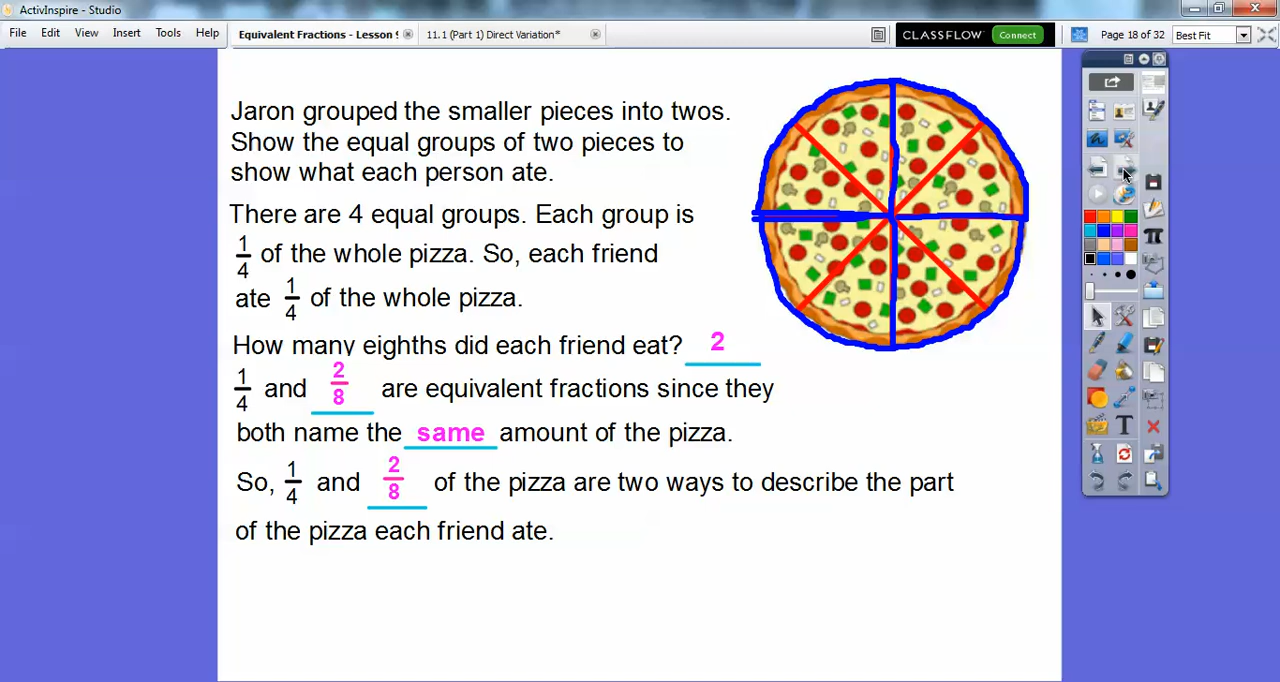 ActivInspire - Studio
File Edit View Insert Tools Help
Equivalent Fractions - Lesson 9
11.1 (Part 1) Direct Variation*
CLASSFLOW Connect
Page 18 of 32
Best Fit
Jaron grouped the smaller pieces into twos.
Show the equal groups of two pieces to
show what each person ate.
There are 4 equal groups. Each group is
1/4 of the whole pizza. So, each friend
ate 1/4 of the whole pizza.
How many eighths did each friend eat? 2
1/4 and 2/8 are equivalent fractions since they
both name the same amount of the pizza.
So, 1/4 and 2/8 of the pizza are two ways to describe the part
of the pizza each friend ate.